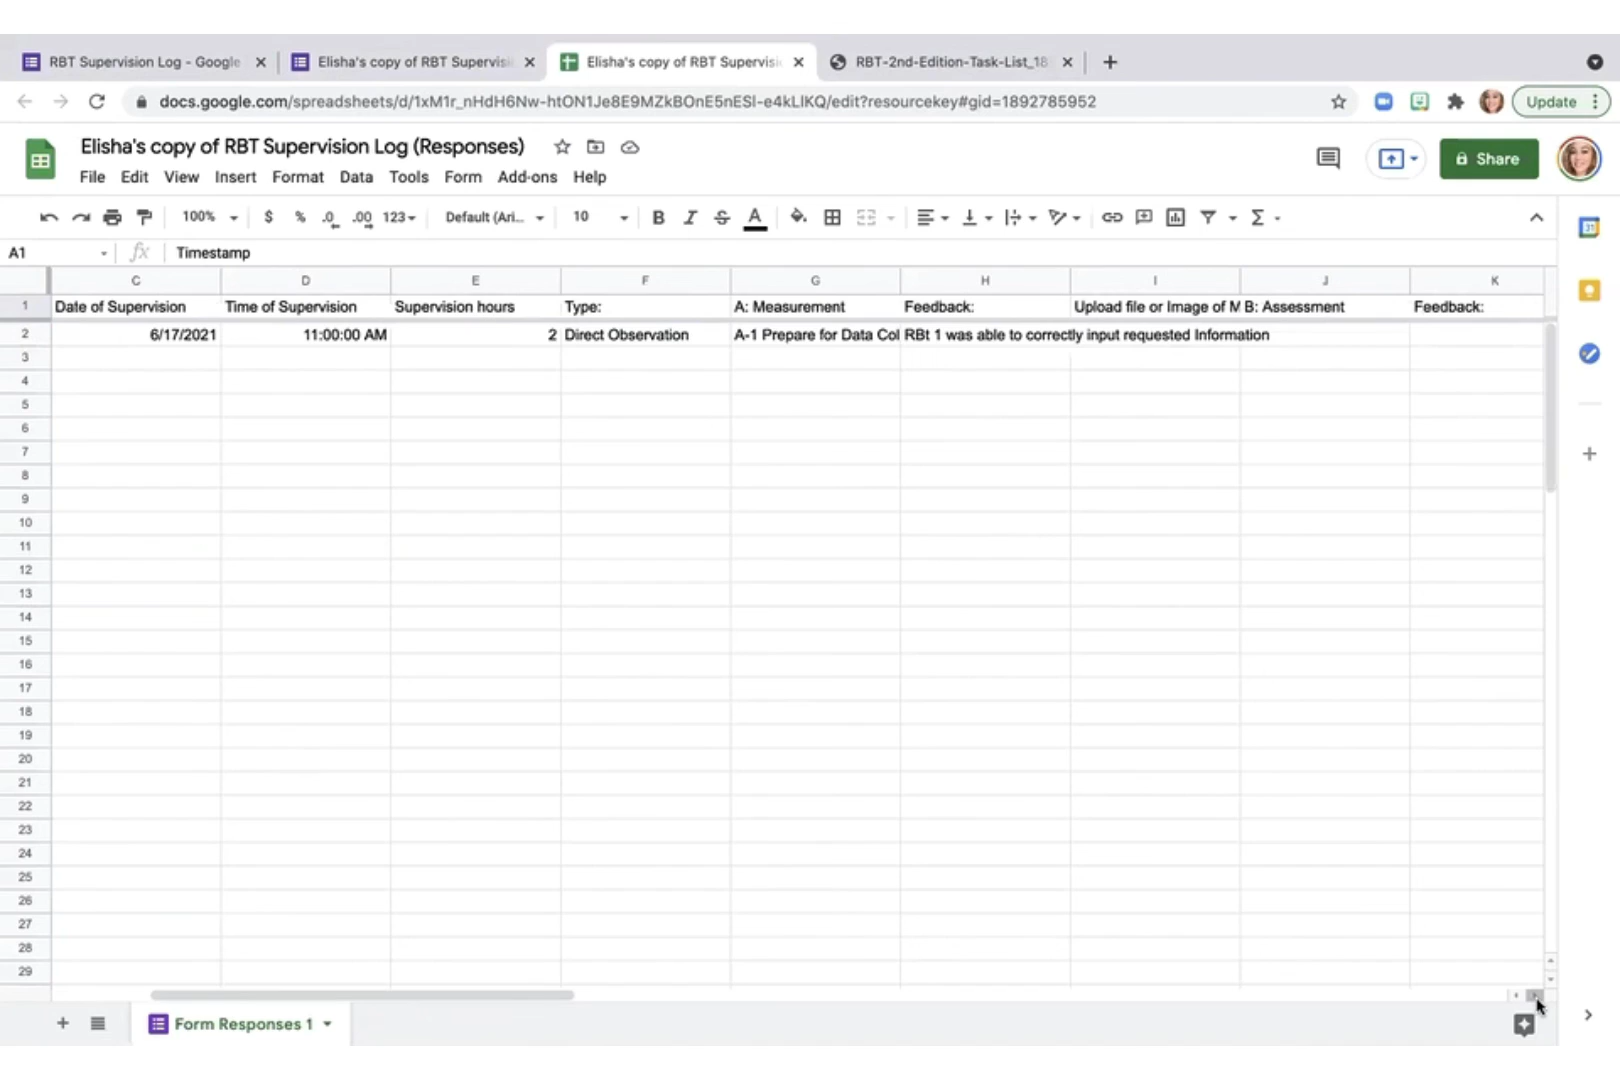 RBT Supervision Log - Google
Elisha's copy of RBT Supervisi
Elisha's copy of RBT Supervisi
RBT-2nd-Edition-Task-List_18
docs.google.com/spreadsheets/d/1xM1r_nHdH6Nw-htON1Je8E9MZkBOnE5nESI-e4kLIKQ/edit?resourcekey#gid=1892785952
Update
Elisha's copy of RBT Supervision Log (Responses)
Share
File Edit View Insert Format Data Tools Form Add-ons Help
100% $ % .0 .00 123 Default (Ari... 10 B I S A Σ
31
A1 fx Timestamp
C D E F G H I J K
1 Date of Supervision Time of Supervision Supervision hours Type: A: Measurement Feedback: Upload file or Image of M B: Assessment Feedback:
2 6/17/2021 11:00:00 AM 2 Direct Observation A-1 Prepare for Data Col RBt 1 was able to correctly input requested Information
3
4
5
6
7
8
9
10
11
12
13
14
15
16
17
18
19
20
21
22
23
24
25
26
27
28
29
Form Responses 1